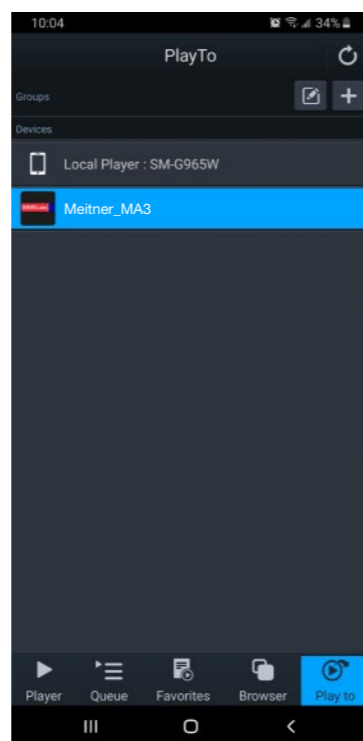 10:04 34%
PlayTo
Groups
Devices
Local Player : SM-G965W
Meitner_MA3
Player Queue Favorites Browser Play to